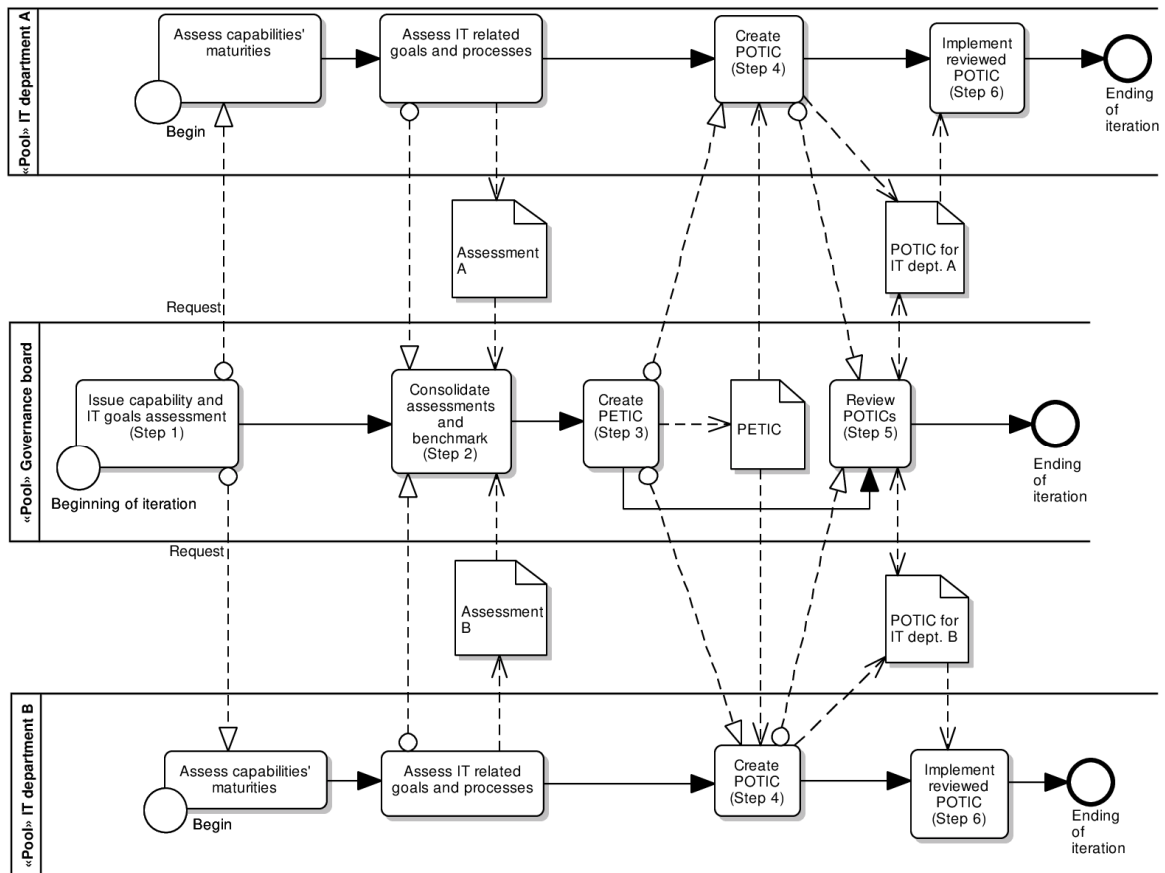 «Pool» IT department A
Assess capabilities'
maturities
Begin
Assess IT related
goals and processes
Create
POTIC
(Step 4)
Implement
reviewed
POTIC
(Step 6)
Ending
of
iteration
Assessment
A
POTIC for
IT dept. A
Request
«Pool» Governance board
Issue capability and
IT goals assessment
(Step 1)
Beginning of iteration
Consolidate
assessments
and
benchmark
(Step 2)
Create
PETIC
(Step 3)
PETIC
Review
POTICs
(Step 5)
Ending
of
iteration
Request
Assessment
B
POTIC for
IT dept. B
«Pool» IT department B
Assess capabilities'
maturities
Begin
Assess IT related
goals and processes
Create
POTIC
(Step 4)
Implement
reviewed
POTIC
(Step 6)
Ending
of
iteration